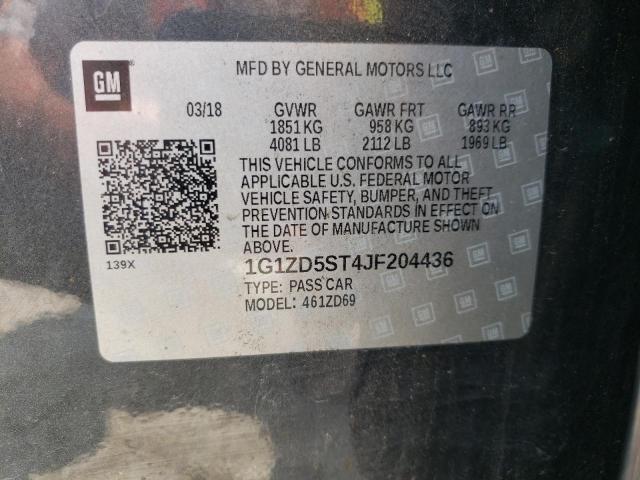 GM
MFD BY GENERAL MOTORS LLC
03/18 GVWR GAWR FRT GAWR RR
1851 KG 958 KG 893 KG
4081 LB 2112 LB 1969 LB
THIS VEHICLE CONFORMS TO ALL
APPLICABLE U.S. FEDERAL MOTOR
VEHICLE SAFETY, BUMPER, AND THEFT
PREVENTION STANDARDS IN EFFECT ON
THE DATE OF MANUFACTURE SHOWN
ABOVE.
139X
1G1ZD5ST4JF204436
TYPE: PASS CAR
MODEL: 461ZD69